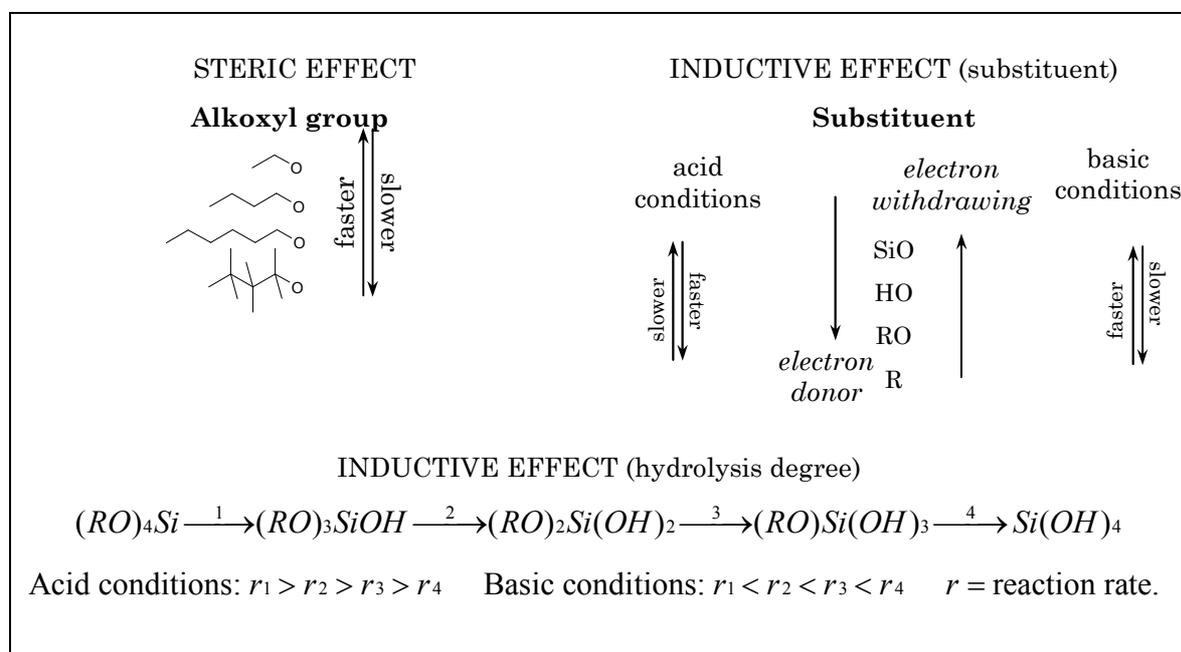 STERIC EFFECT
Alkoxyl group
O
O
O
O
faster
slower
INDUCTIVE EFFECT (substituent)
Substituent
acid
conditions
slower
faster
electron
withdrawing
SiO
HO
RO
R
electron
donor
basic
conditions
faster
slower
INDUCTIVE EFFECT (hydrolysis degree)
(RO)₄Si —1→ (RO)₃SiOH —2→ (RO)₂Si(OH)₂ —3→ (RO)Si(OH)₃ —4→ Si(OH)₄
Acid conditions: r₁ > r₂ > r₃ > r₄ Basic conditions: r₁ < r₂ < r₃ < r₄ r = reaction rate.